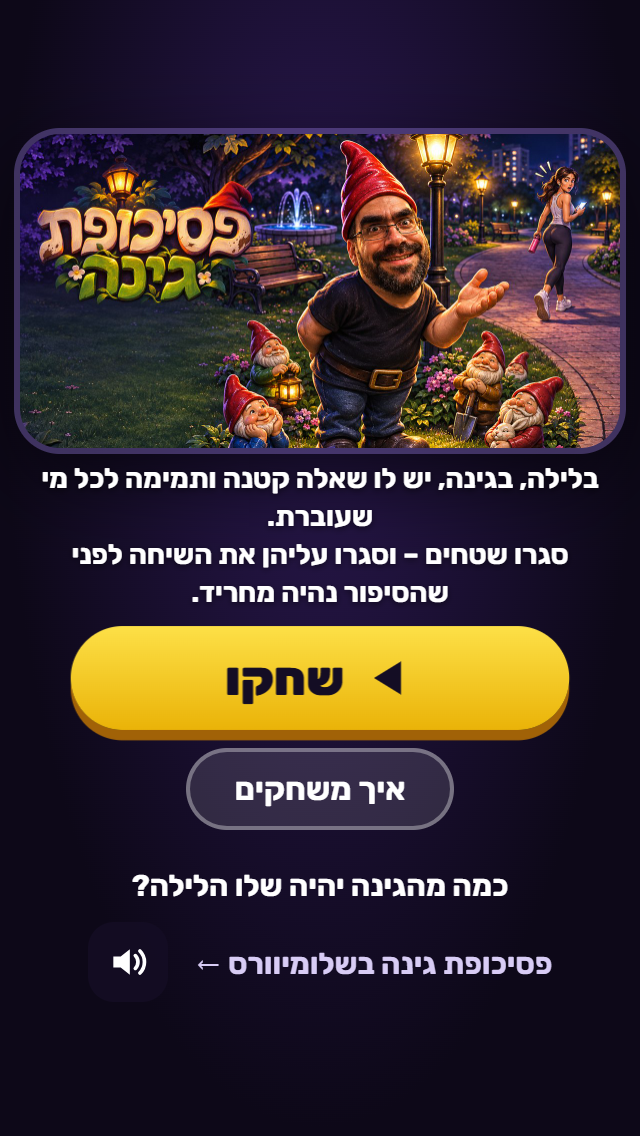 פסיכופת
גינה
בלילה, בגינה, יש לו שאלה קטנה ותמימה לכל מי
שעוברת.
סגרו שטחים – וסגרו עליהן את השיחה לפני
שהסיפור נהיה מחריד.
שחקו
איך משחקים
כמה מהגינה יהיה שלו הלילה?
פסיכופת גינה בשלומיוורס ←